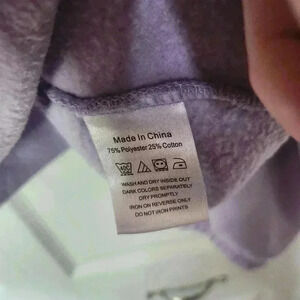 Made In China
75% Polyester 25% Cotton
WASH AND DRY INSIDE OUT
DARK COLORS SEPARATELY
DRY PROMPTLY
IRON ON REVERSE ONLY
DO NOT IRON PRINTS